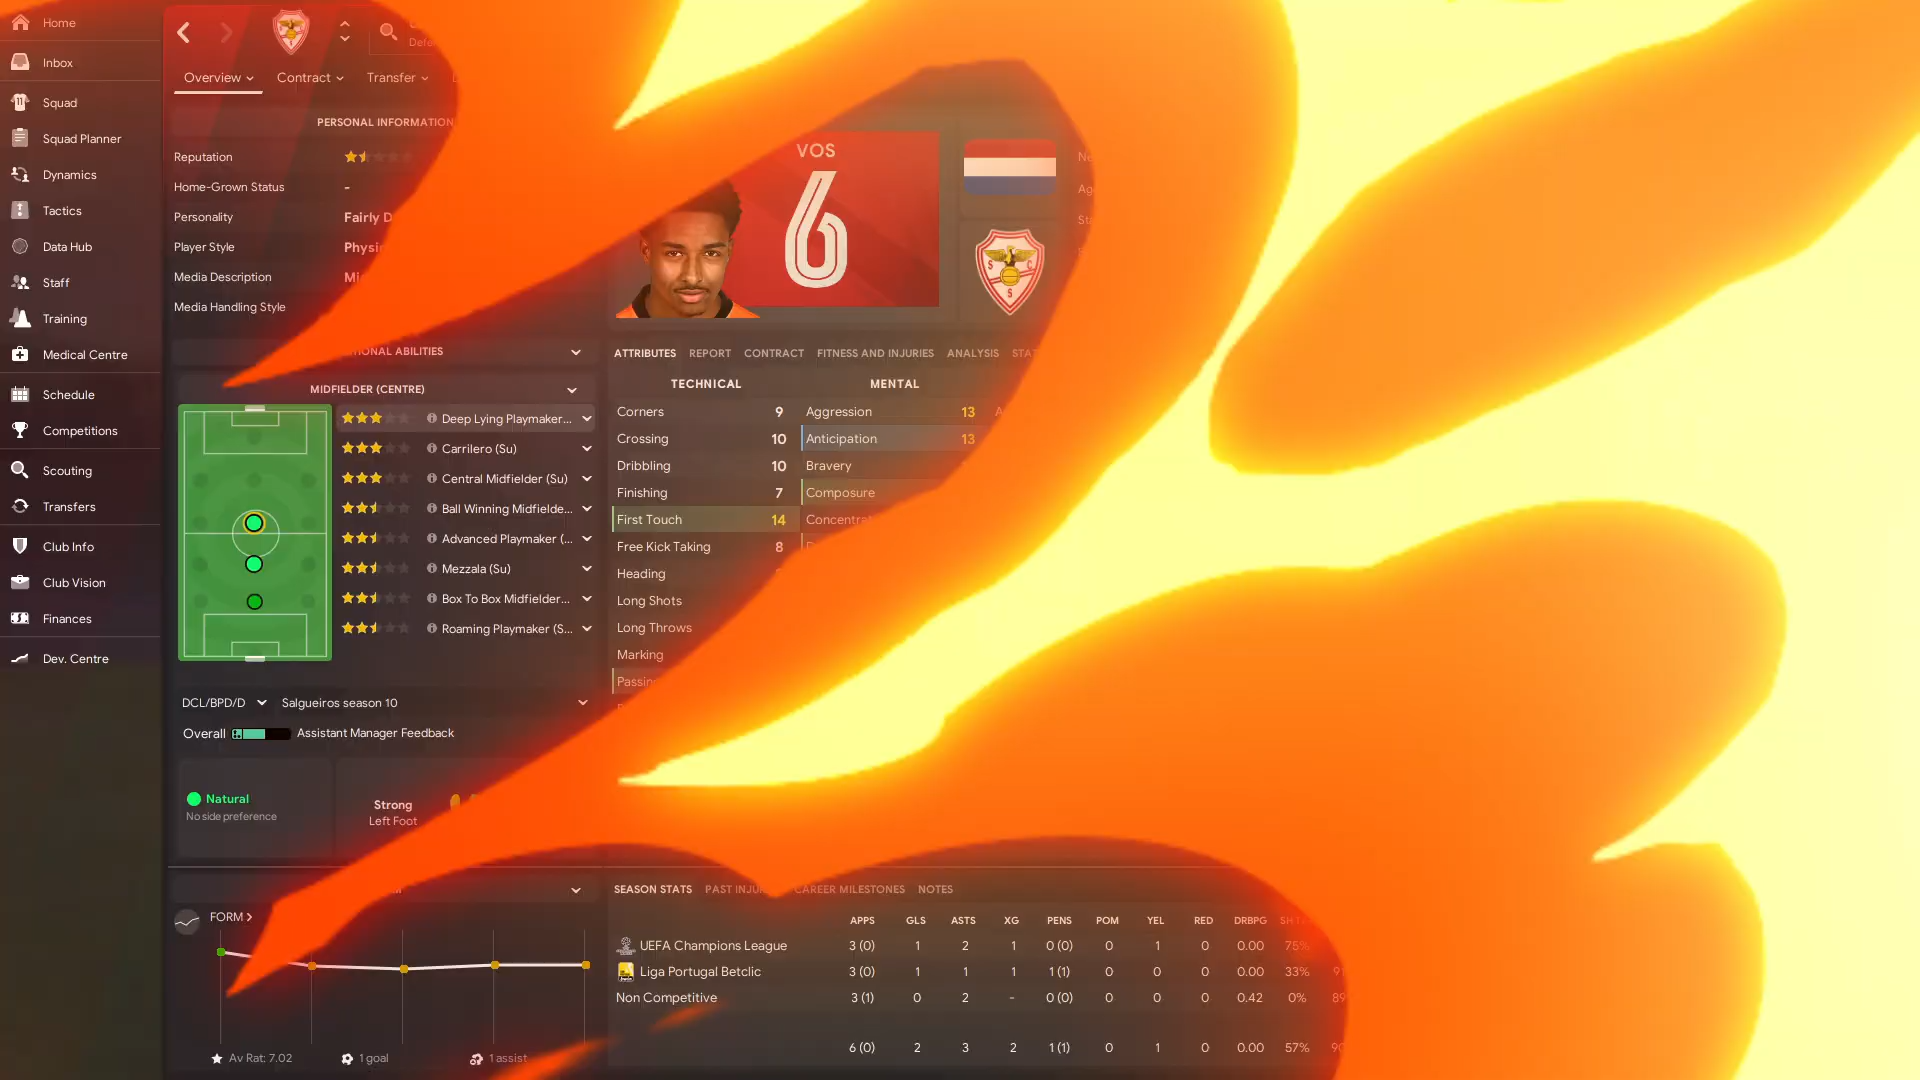 Home
Inbox
Squad
Squad Planner
Dynamics
Tactics
Data Hub
Staff
Training
Medical Centre
Schedule
Competitions
Scouting
Transfers
Club Info
Club Vision
Finances
Dev. Centre
Overview
Contract
Transfer
PERSONAL INFORMATION
Reputation
Home-Grown Status -
Personality Fairly
Player Style
Media Description
Media Handling Style
ABILITIES
MIDFIELDER (CENTRE)
Deep Lying Playmaker...
Carrilero (Su)
Central Midfielder (Su)
Ball Winning Midfielde...
Advanced Playmaker (...
Mezzala (Su)
Box To Box Midfielder...
Roaming Playmaker (S...
DCL/BPD/D Salgueiros season 10
Overall Assistant Manager Feedback
Natural
No side preference
Strong
Left Foot
FORM
Av Rat: 7.02 1 goal 1 assist
VOS
6
S C
S
ATTRIBUTES REPORT CONTRACT FITNESS AND INJURIES ANALYSIS
TECHNICAL MENTAL
Corners 9 Aggression 13
Crossing 10 Anticipation 13
Dribbling 10 Bravery
Finishing 7 Composure
First Touch 14
Free Kick Taking 8
Heading
Long Shots
Long Throws
Marking
SEASON STATS PAST CAREER MILESTONES NOTES
APPS GLS ASTS XG PENS POM YEL RED DRBPG
UEFA Champions League 3 (0) 1 2 1 0 (0) 0 1 0 0.00 75%
Liga Portugal Betclic 3 (0) 1 1 1 1 (1) 0 0 0 0.00 33%
Non Competitive 3 (1) 0 2 - 0 (0) 0 0 0 0.42 0%
6 (0) 2 3 2 1 (1) 0 1 0 0.00 57%